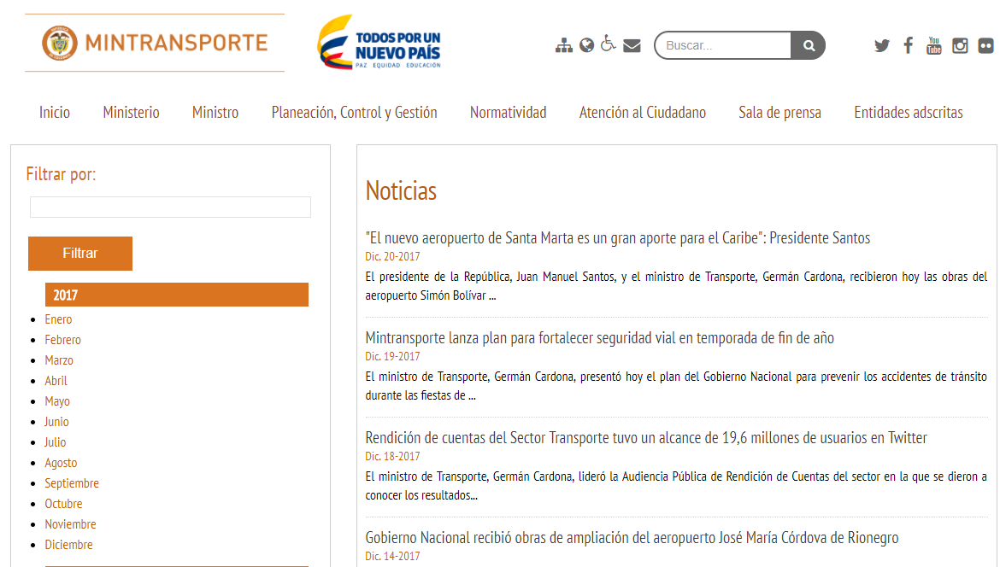 MINTRANSPORTE
TODOS POR UN
NUEVO PAÍS
PAZ EQUIDAD EDUCACIÓN
Buscar...
You
Tube
Inicio Ministerio Ministro Planeación, Control y Gestión Normatividad Atención al Ciudadano Sala de prensa Entidades adscritas
Filtrar por:
Filtrar
2017
Enero
Febrero
Marzo
Abril
Mayo
Junio
Julio
Agosto
Septiembre
Octubre
Noviembre
Diciembre
Noticias
"El nuevo aeropuerto de Santa Marta es un gran aporte para el Caribe": Presidente Santos
Dic. 20-2017
El presidente de la República, Juan Manuel Santos, y el ministro de Transporte, Germán Cardona, recibieron hoy las obras del
aeropuerto Simón Bolívar ...
Mintransporte lanza plan para fortalecer seguridad vial en temporada de fin de año
Dic. 19-2017
El ministro de Transporte, Germán Cardona, presentó hoy el plan del Gobierno Nacional para prevenir los accidentes de tránsito
durante las fiestas de ...
Rendición de cuentas del Sector Transporte tuvo un alcance de 19,6 millones de usuarios en Twitter
Dic. 18-2017
El ministro de Transporte, Germán Cardona, lideró la Audiencia Pública de Rendición de Cuentas del sector en la que se dieron a
conocer los resultados...
Gobierno Nacional recibió obras de ampliación del aeropuerto José María Córdova de Rionegro
Dic. 14-2017